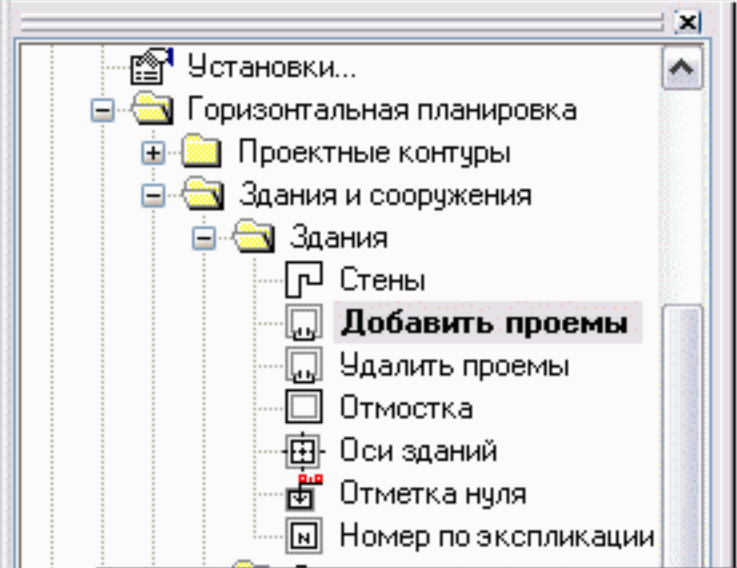 Установки...
Горизонтальная планировка
Проектные контуры
Здания и сооружения
Здания
Стены
Добавить проемы
Удалить проемы
Отмостка
Оси зданий
Отметка нуля
Номер по экспликации